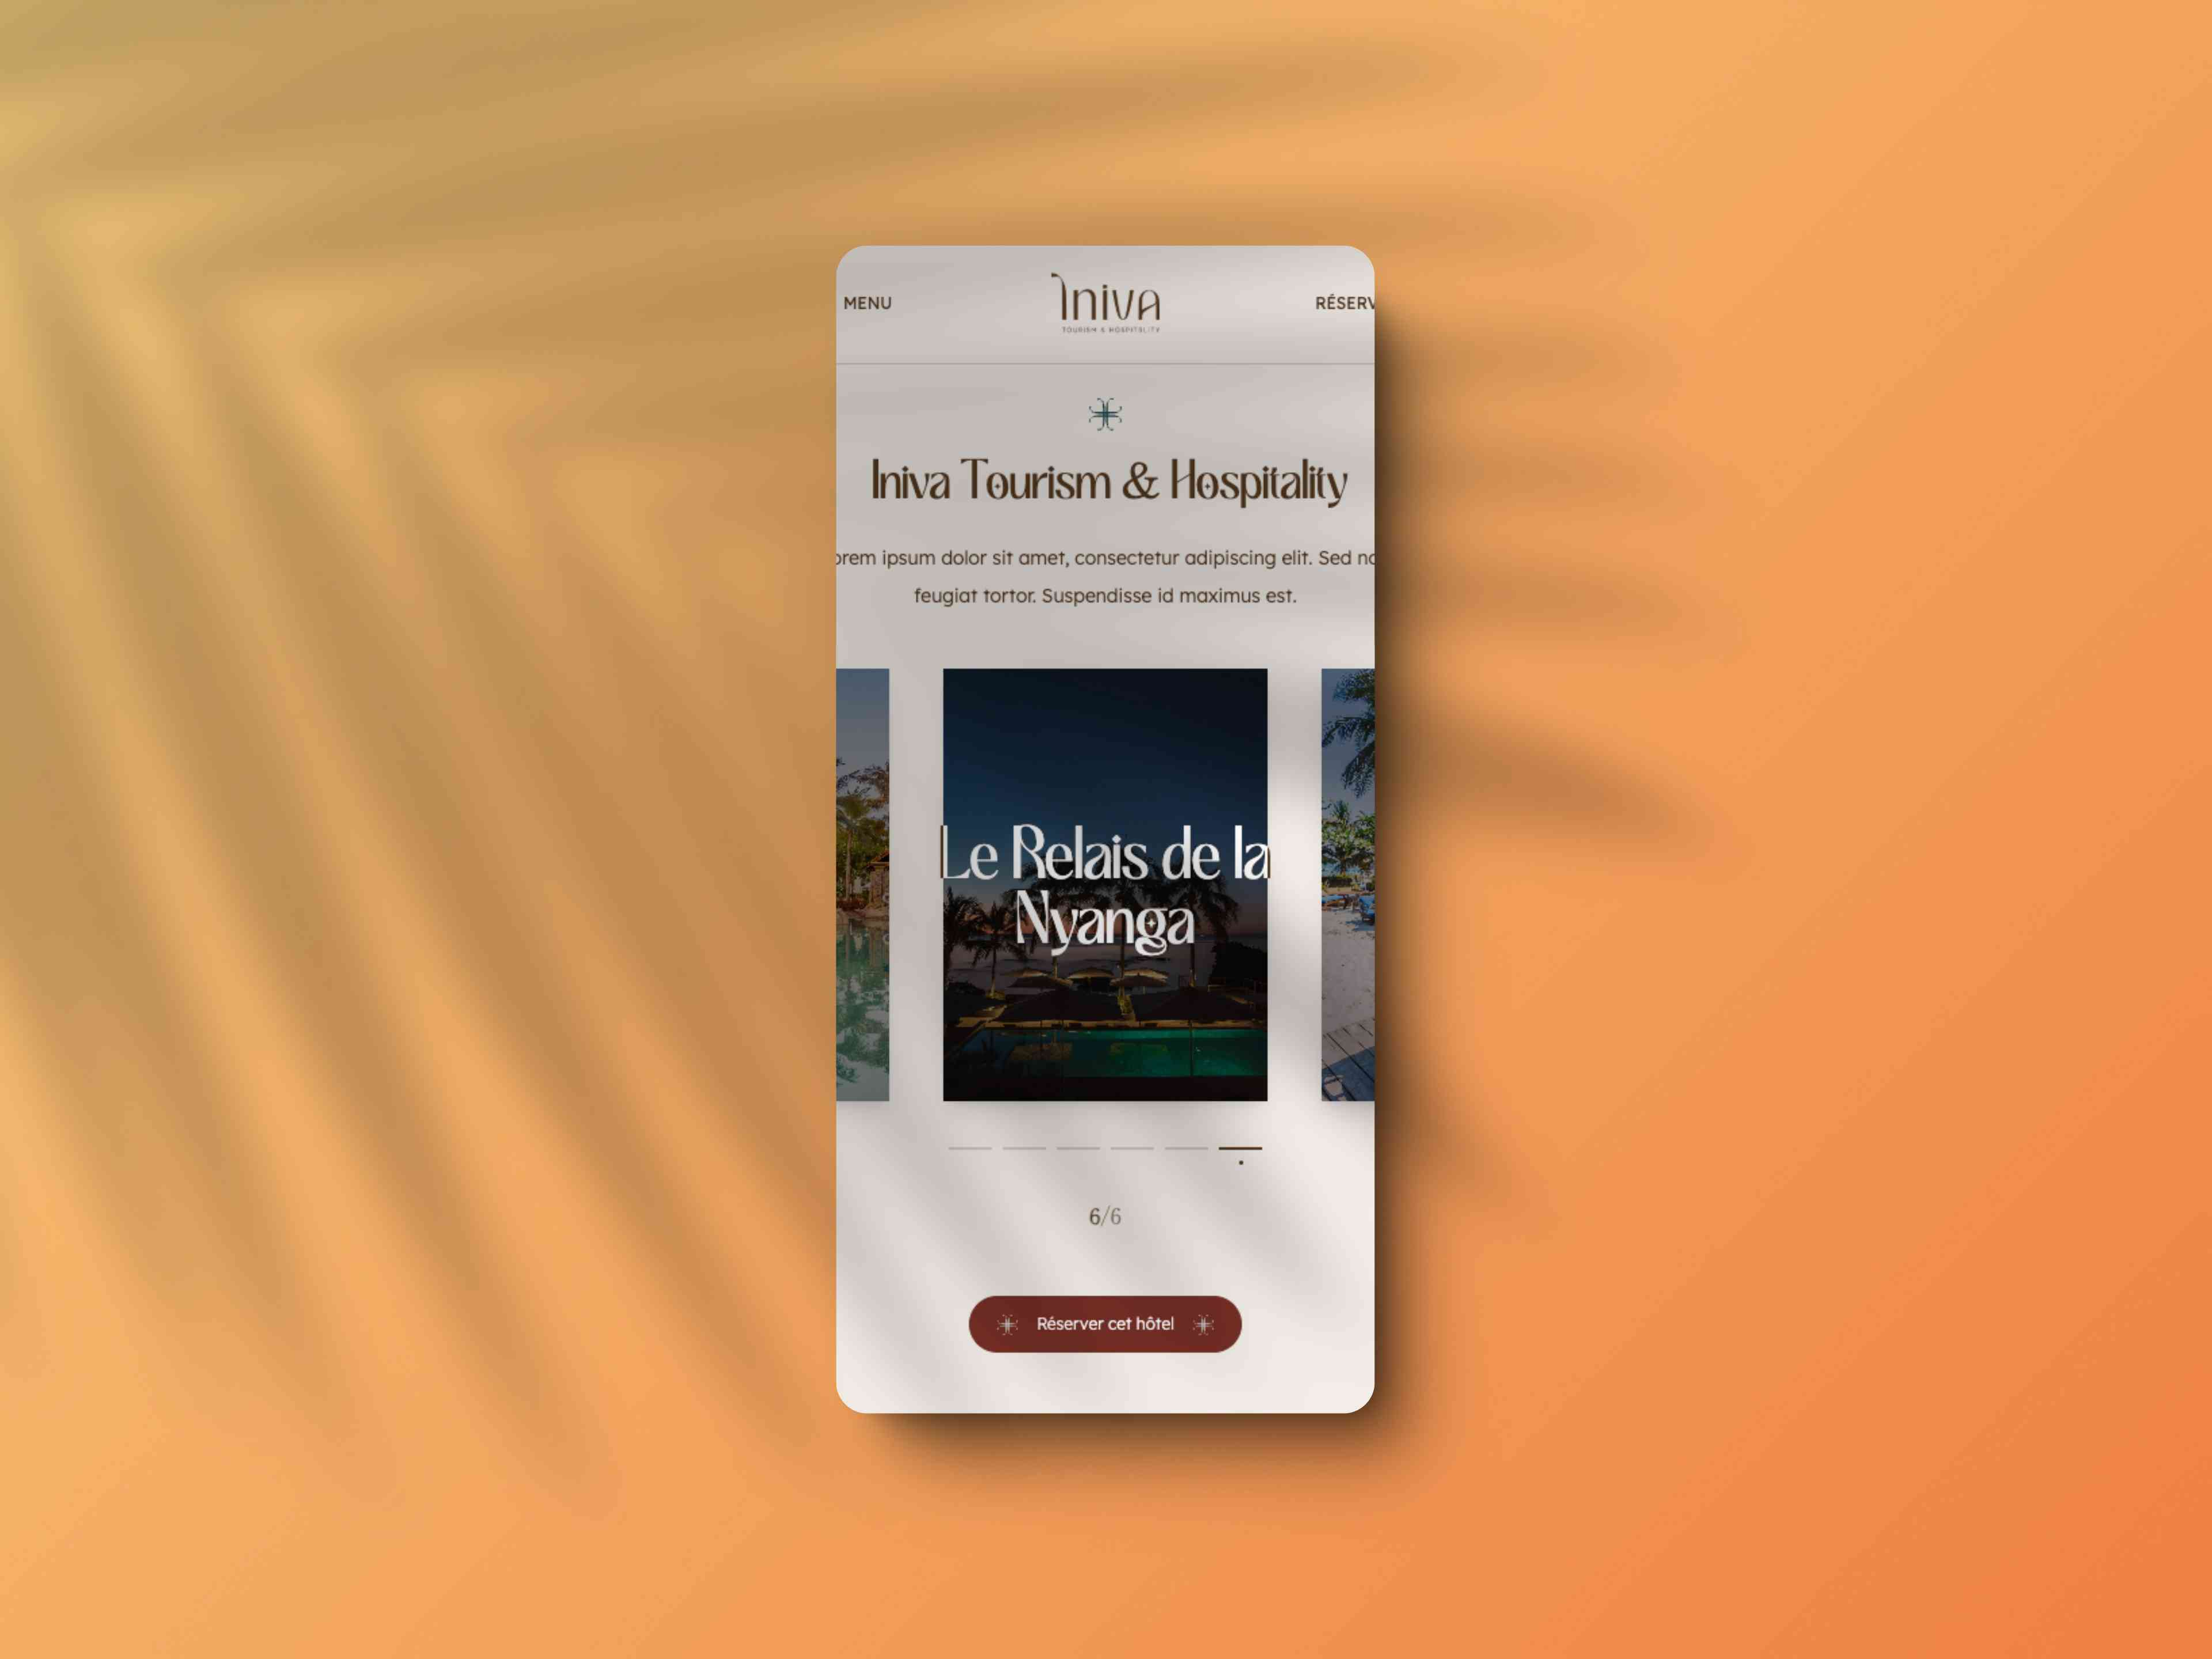 MENU
Iniva
TOURISM & HOSPITALITY
RÉSERV
Iniva Tourism & Hospitality
orem ipsum dolor sit amet, consectetur adipiscing elit. Sed no
feugiat tortor. Suspendisse id maximus est.
Le Relais de la
Nyanga
6/6
Réserver cet hôtel